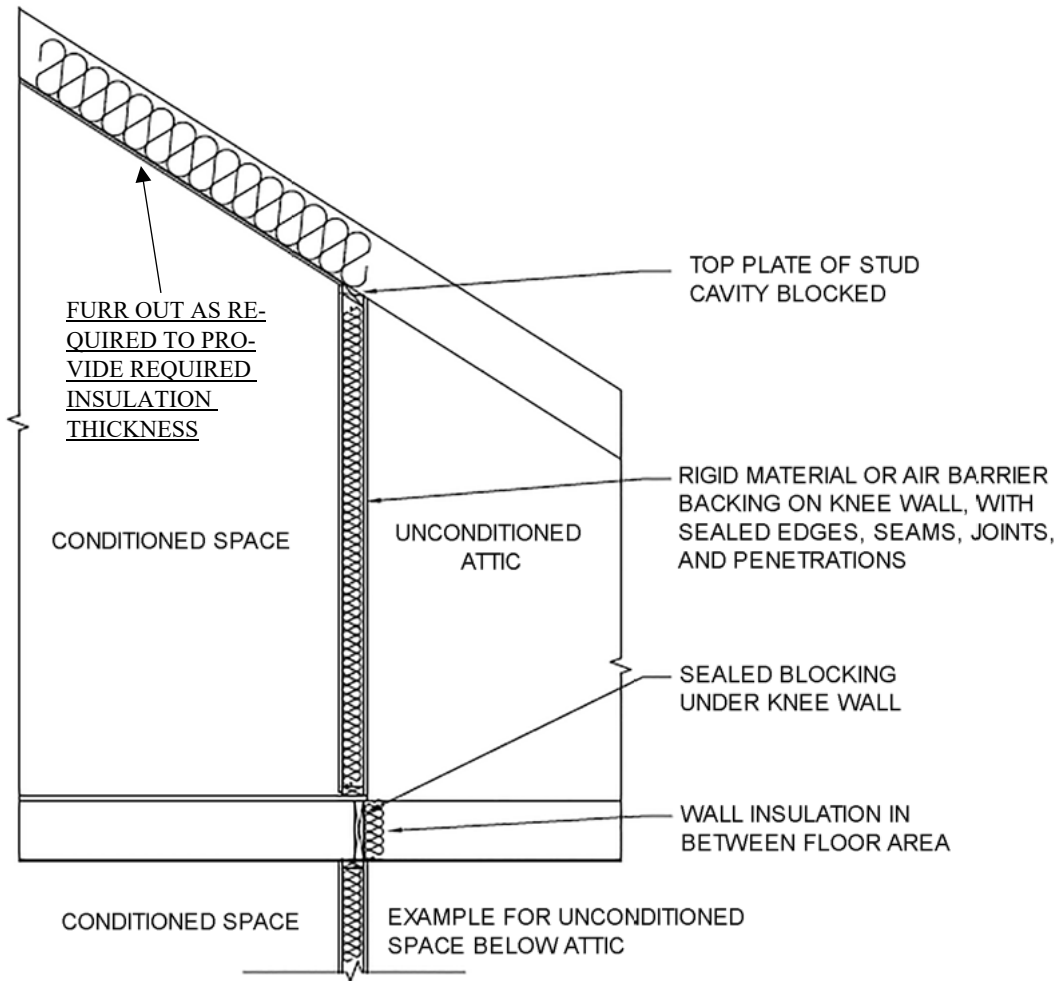 TOP PLATE OF STUD
CAVITY BLOCKED
FURR OUT AS RE-
QUIRED TO PRO-
VIDE REQUIRED
INSULATION
THICKNESS
RIGID MATERIAL OR AIR BARRIER
BACKING ON KNEE WALL, WITH
SEALED EDGES, SEAMS, JOINTS,
AND PENETRATIONS
CONDITIONED SPACE
UNCONDITIONED
ATTIC
SEALED BLOCKING
UNDER KNEE WALL
WALL INSULATION IN
BETWEEN FLOOR AREA
CONDITIONED SPACE
EXAMPLE FOR UNCONDITIONED
SPACE BELOW ATTIC